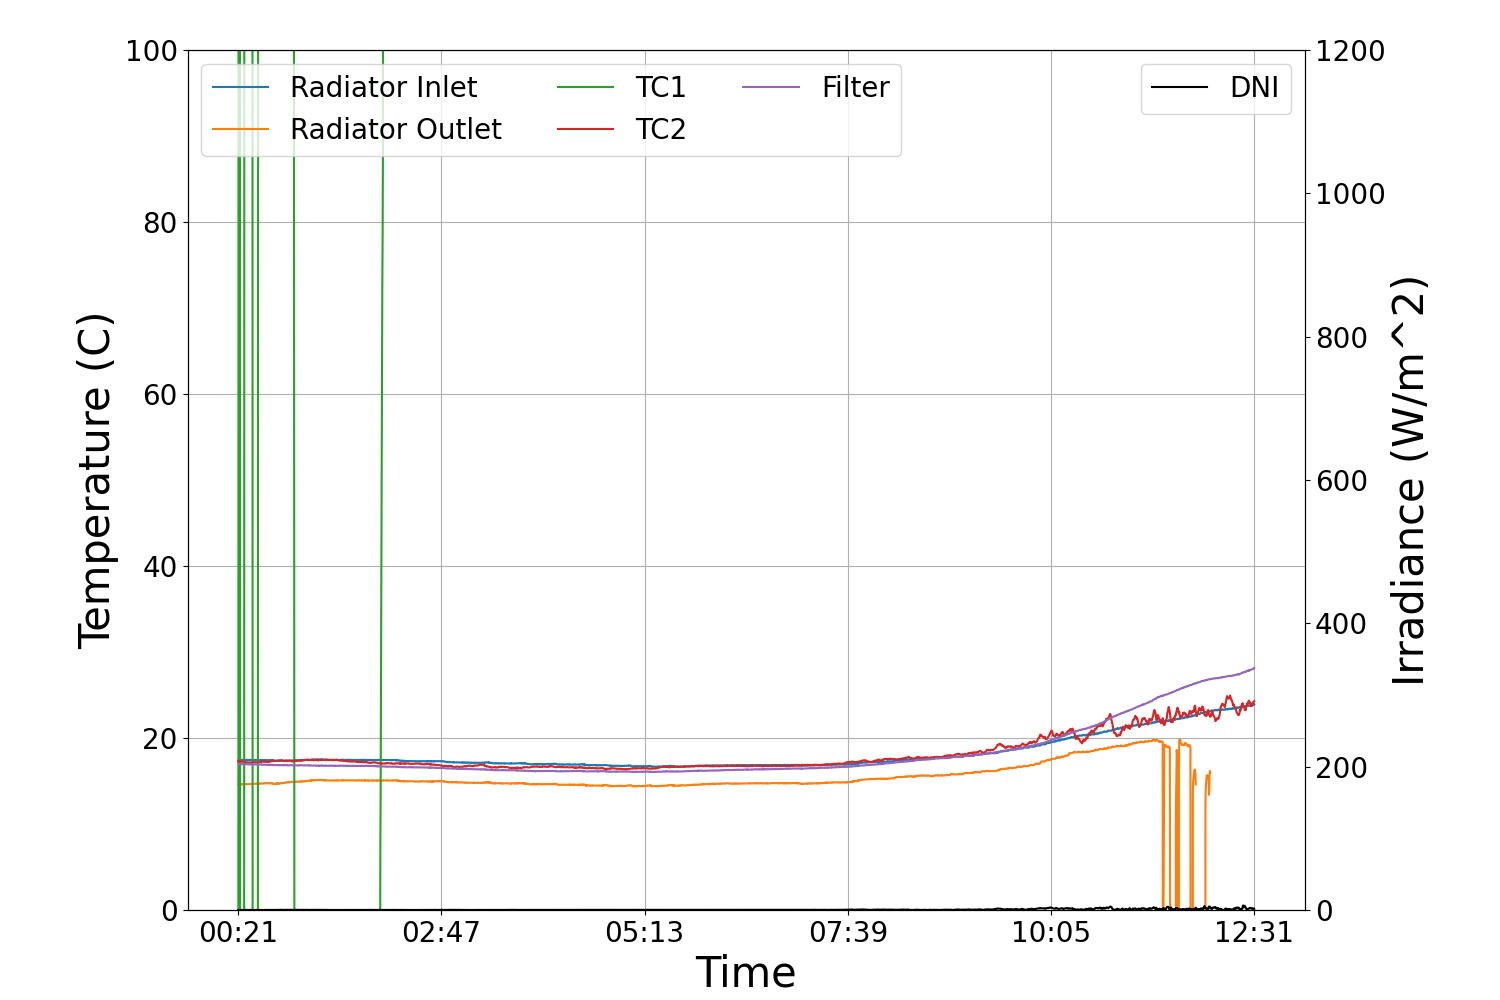 100
80
60
40
20
0
Temperature (C)
Radiator Inlet
Radiator Outlet
TC1
TC2
Filter
DNI
1200
1000
800
600
400
200
0
Irradiance (W/m^2)
00:21 02:47 05:13 07:39 10:05 12:31
Time